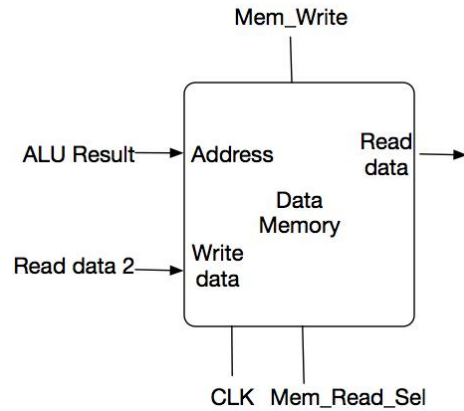 Mem_Write
ALU Result
Address
Read
data
Data
Memory
Read data 2
Write
data
CLK
Mem_Read_Sel